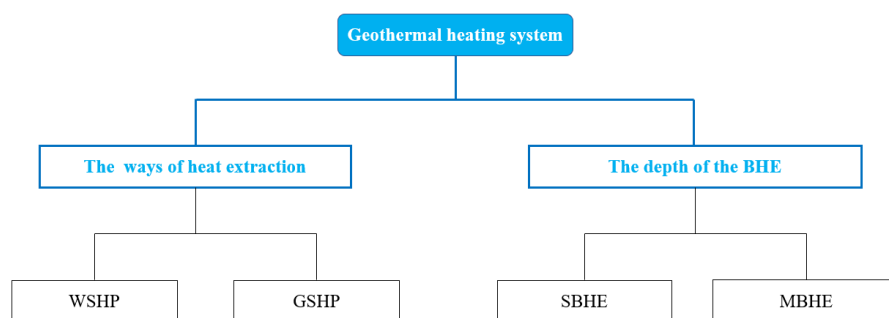 Geothermal heating system
The ways of heat extraction
The depth of the BHE
WSHP
GSHP
SBHE
MBHE